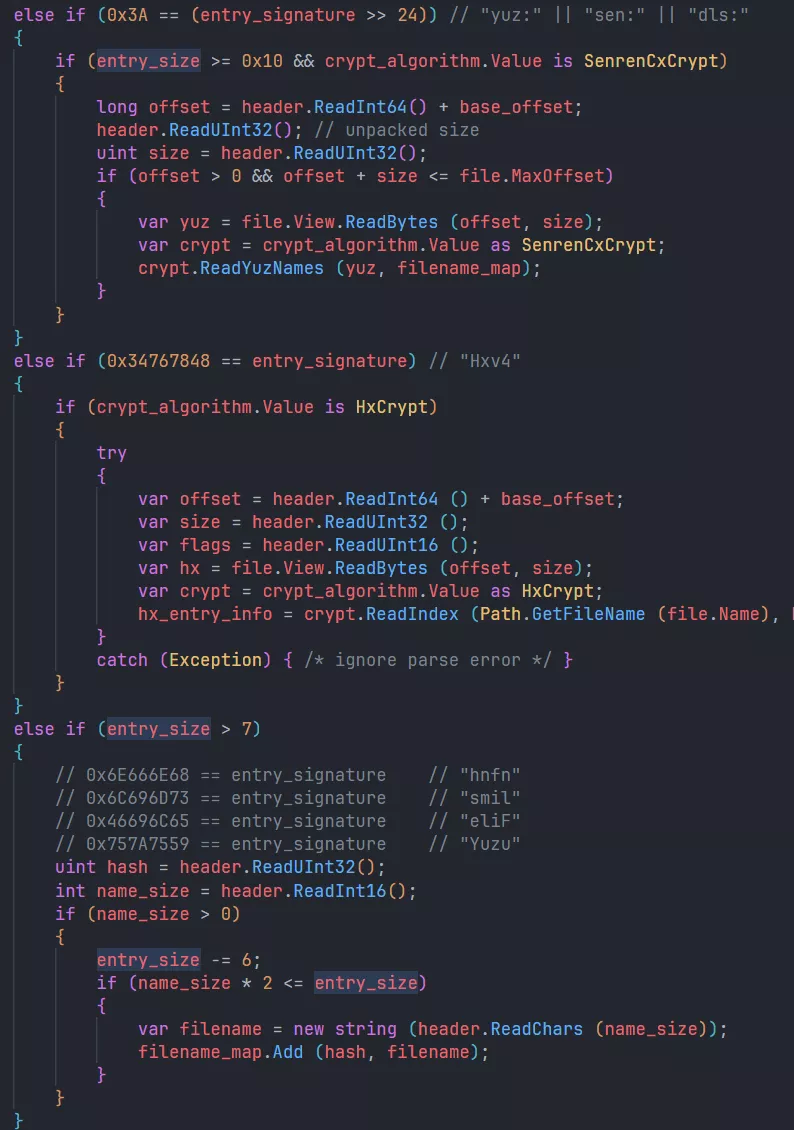 else if (0x3A == (entry_signature >> 24)) // "yuz:" || "sen:" || "dls:"
{
if (entry_size >= 0x10 && crypt_algorithm.Value is SenrenCxCrypt)
{
long offset = header.ReadInt64() + base_offset;
header.ReadUInt32(); // unpacked size
uint size = header.ReadUInt32();
if (offset > 0 && offset + size <= file.MaxOffset)
{
var yuz = file.View.ReadBytes (offset, size);
var crypt = crypt_algorithm.Value as SenrenCxCrypt;
crypt.ReadYuzNames (yuz, filename_map);
}
}
}
else if (0x34767848 == entry_signature) // "Hxv4"
{
if (crypt_algorithm.Value is HxCrypt)
{
try
{
var offset = header.ReadInt64 () + base_offset;
var size = header.ReadUInt32 ();
var flags = header.ReadUInt16 ();
var hx = file.View.ReadBytes (offset, size);
var crypt = crypt_algorithm.Value as HxCrypt;
hx_entry_info = crypt.ReadIndex (Path.GetFileName (file.Name),
}
catch (Exception) { /* ignore parse error */ }
}
}
else if (entry_size > 7)
{
// 0x6E666E68 == entry_signature // "hnfn"
// 0x6C696D73 == entry_signature // "smil"
// 0x46696C65 == entry_signature // "eliF"
// 0x757A7559 == entry_signature // "Yuzu"
uint hash = header.ReadUInt32();
int name_size = header.ReadInt16();
if (name_size > 0)
{
entry_size -= 6;
if (name_size * 2 <= entry_size)
{
var filename = new string (header.ReadChars (name_size));
filename_map.Add (hash, filename);
}
}
}